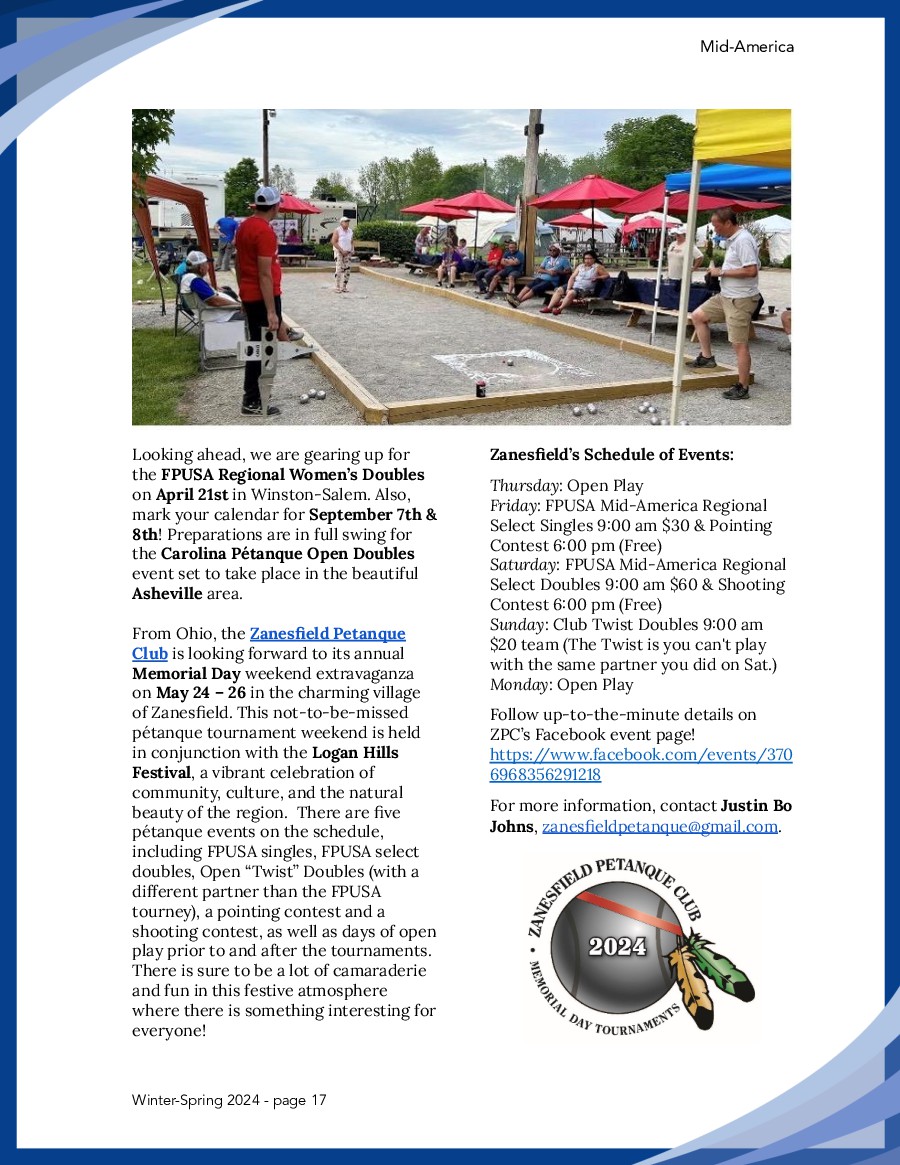 Mid-America
Looking ahead, we are gearing up for
the FPUSA Regional Women’s Doubles
on April 21st in Winston-Salem. Also,
mark your calendar for September 7th &
8th! Preparations are in full swing for
the Carolina Pétanque Open Doubles
event set to take place in the beautiful
Asheville area.
From Ohio, the Zanesfield Petanque
Club is looking forward to its annual
Memorial Day weekend extravaganza
on May 24 – 26 in the charming village
of Zanesfield. This not-to-be-missed
pétanque tournament weekend is held
in conjunction with the Logan Hills
Festival, a vibrant celebration of
community, culture, and the natural
beauty of the region.  There are five
pétanque events on the schedule,
including FPUSA singles, FPUSA select
doubles, Open “Twist” Doubles (with a
different partner than the FPUSA
tourney), a pointing contest and a
shooting contest, as well as days of open
play prior to and after the tournaments.
There is sure to be a lot of camaraderie
and fun in this festive atmosphere
where there is something interesting for
everyone!
Zanesfield’s Schedule of Events:
Thursday: Open Play
Friday: FPUSA Mid-America Regional
Select Singles 9:00 am $30 & Pointing
Contest 6:00 pm (Free)
Saturday: FPUSA Mid-America Regional
Select Doubles 9:00 am $60 & Shooting
Contest 6:00 pm (Free)
Sunday: Club Twist Doubles 9:00 am
$20 team (The Twist is you can't play
with the same partner you did on Sat.)
Monday: Open Play
Follow up-to-the-minute details on
ZPC’s Facebook event page!
https://www.facebook.com/events/370
6968356291218
For more information, contact Justin Bo
Johns, zanesfieldpetanque@gmail.com.
• ZANESFIELD PETANQUE CLUB
2024
MEMORIAL DAY TOURNAMENTS
Winter-Spring 2024 - page 17